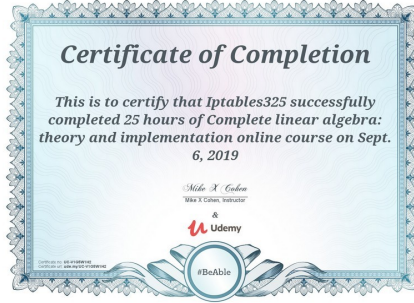 Certificate of Completion
This is to certify that Iptables325 successfully
completed 25 hours of Complete linear algebra:
theory and implementation online course on Sept.
6, 2019
Mike X Cohen
Mike X Cohen, Instructor
&
Udemy
#BeAble